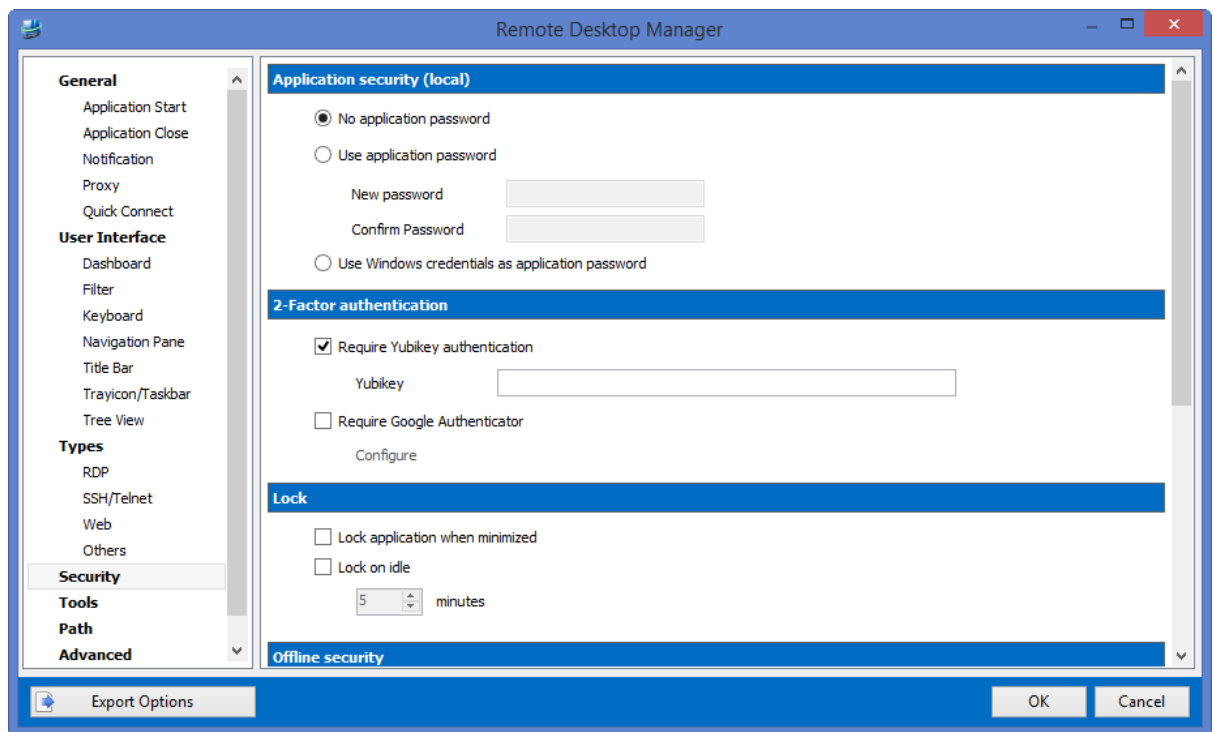 Remote Desktop Manager
General
Application Start
Application Close
Notification
Proxy
Quick Connect
User Interface
Dashboard
Filter
Keyboard
Navigation Pane
Title Bar
Trayicon/Taskbar
Tree View
Types
RDP
SSH/Telnet
Web
Others
Security
Tools
Path
Advanced
Application security (local)
No application password
Use application password
New password
Confirm Password
Use Windows credentials as application password
2-Factor authentication
Require Yubikey authentication
Yubikey
Require Google Authenticator
Configure
Lock
Lock application when minimized
Lock on idle
5 minutes
Offline security
Export Options
OK
Cancel